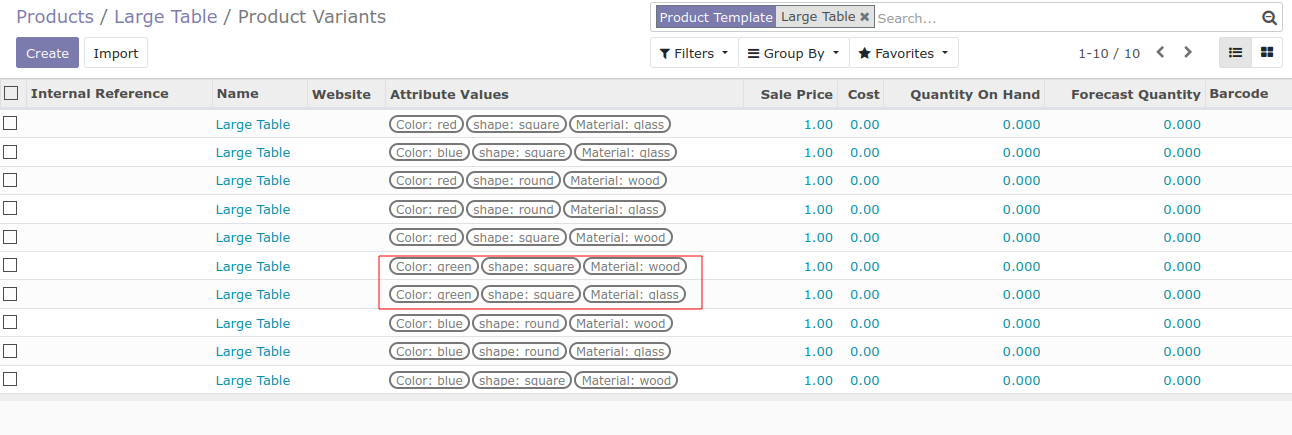 Products / Large Table / Product Variants
Product Template Large Table ✖ Search...
Create Import Filters Group By Favorites 1-10 / 10
Internal Reference Name Website Attribute Values Sale Price Cost Quantity On Hand Forecast Quantity Barcode
Large Table Color: red shape: square Material: glass 1.00 0.00 0.000 0.000
Large Table Color: blue shape: square Material: glass 1.00 0.00 0.000 0.000
Large Table Color: red shape: round Material: wood 1.00 0.00 0.000 0.000
Large Table Color: red shape: round Material: glass 1.00 0.00 0.000 0.000
Large Table Color: red shape: square Material: wood 1.00 0.00 0.000 0.000
Large Table Color: green shape: square Material: wood 1.00 0.00 0.000 0.000
Large Table Color: green shape: square Material: glass 1.00 0.00 0.000 0.000
Large Table Color: blue shape: round Material: wood 1.00 0.00 0.000 0.000
Large Table Color: blue shape: round Material: glass 1.00 0.00 0.000 0.000
Large Table Color: blue shape: square Material: wood 1.00 0.00 0.000 0.000